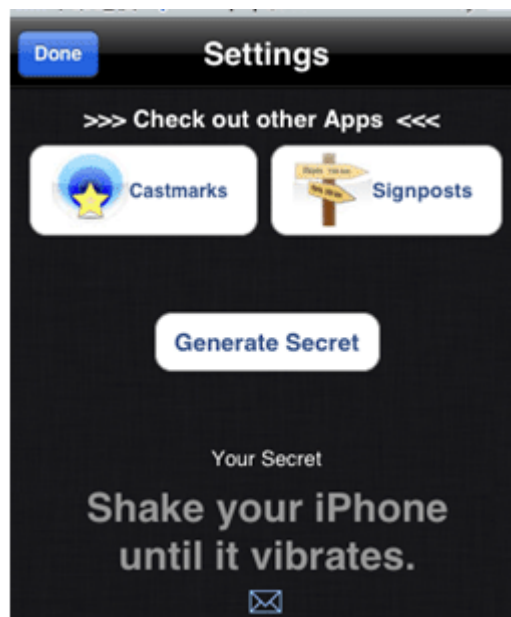 Done
Settings
>>> Check out other Apps <<<
Castmarks
Signposts
Generate Secret
Your Secret
Shake your iPhone
until it vibrates.